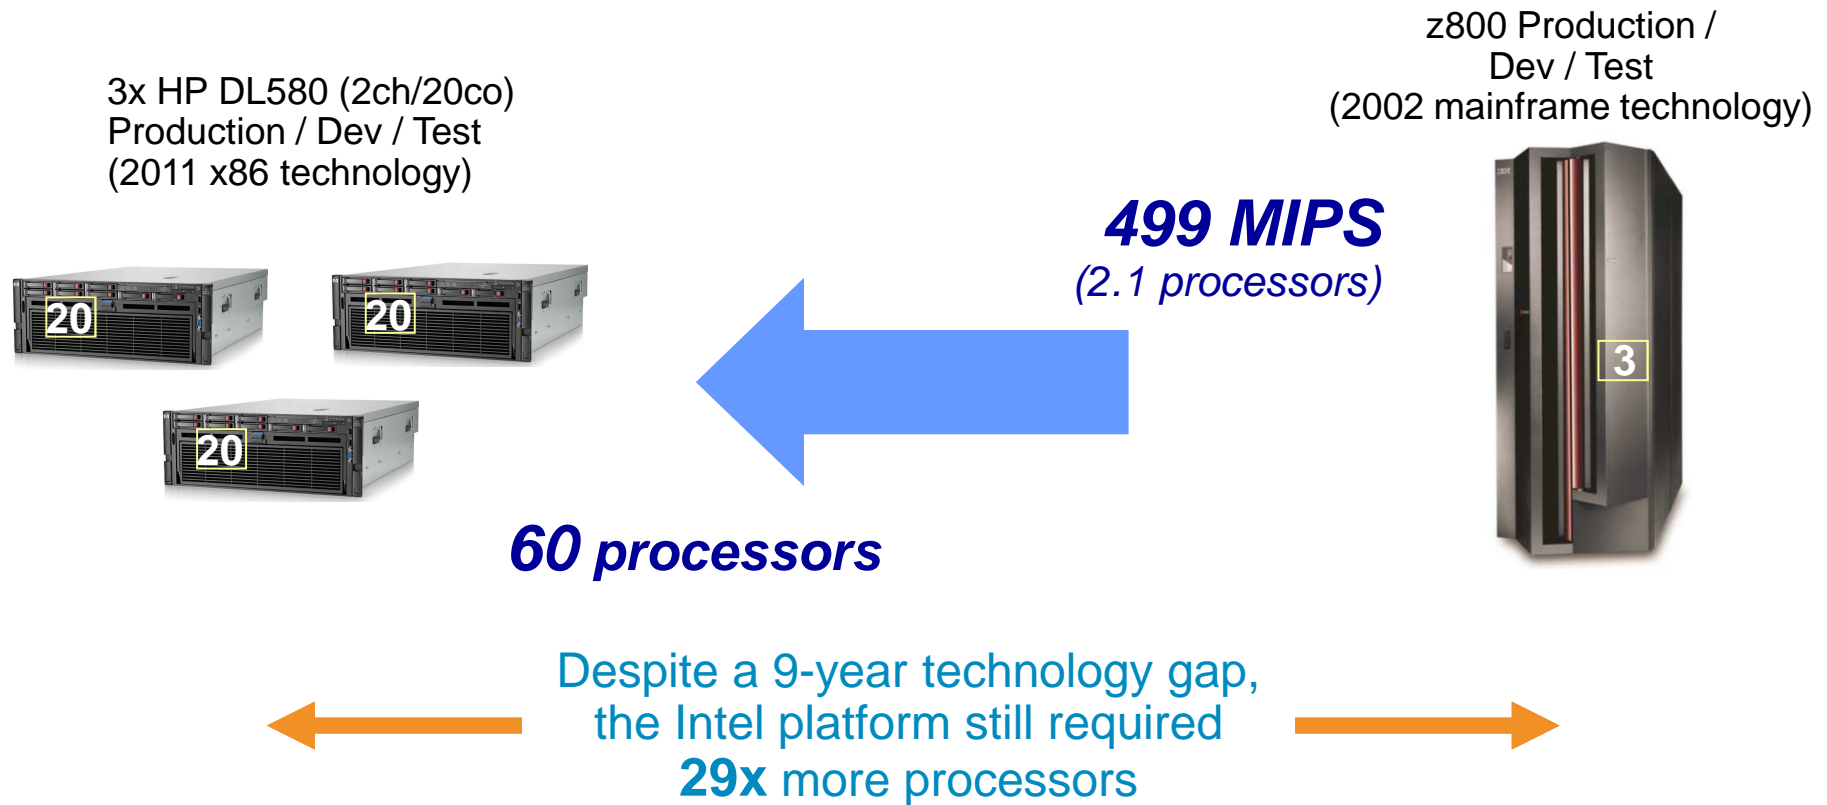 3x HP DL580 (2ch/20co)
Production / Dev / Test
(2011 x86 technology)
z800 Production /
Dev / Test
(2002 mainframe technology)
499 MIPS
(2.1 processors)
20
20
20
3
60 processors
Despite a 9-year technology gap,
the Intel platform still required
29x more processors